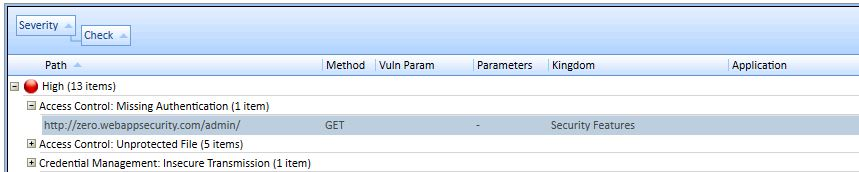 Severity
Check
Path Method Vuln Param Parameters Kingdom Application
High (13 items)
Access Control: Missing Authentication (1 item)
http://zero.webappsecurity.com/admin/ GET - Security Features
Access Control: Unprotected File (5 items)
Credential Management: Insecure Transmission (1 item)